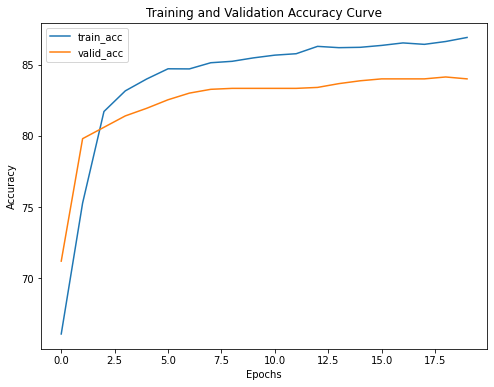 Training and Validation Accuracy Curve
train_acc
valid_acc
85
80
75
70
Accuracy
0.0 2.5 5.0 7.5 10.0 12.5 15.0 17.5
Epochs